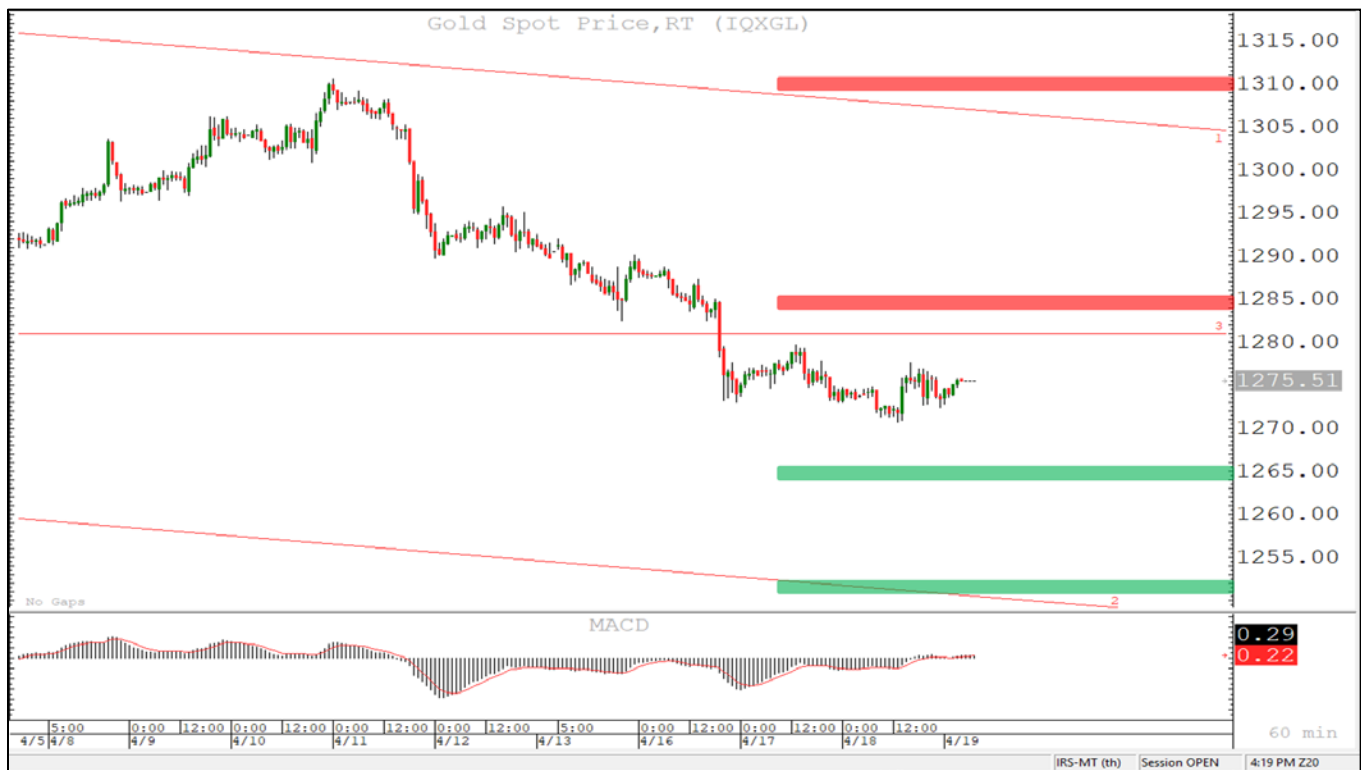 Gold Spot Price,RT (IQXGL)
1315.00
1310.00
1305.00
1
1300.00
1295.00
1290.00
1285.00
3
1280.00
1275.51
1270.00
1265.00
1260.00
1255.00
2
No Gaps
MACD
0.29
0.22
5:00 0:00 12:00 0:00 12:00 0:00 12:00 0:00 12:00 5:00 0:00 12:00 0:00 12:00 0:00 12:00
4/5 4/8 4/9 4/10 4/11 4/12 4/13 4/16 4/17 4/18 4/19
60 min
IRS-MT (th) Session OPEN 4:19 PM Z20